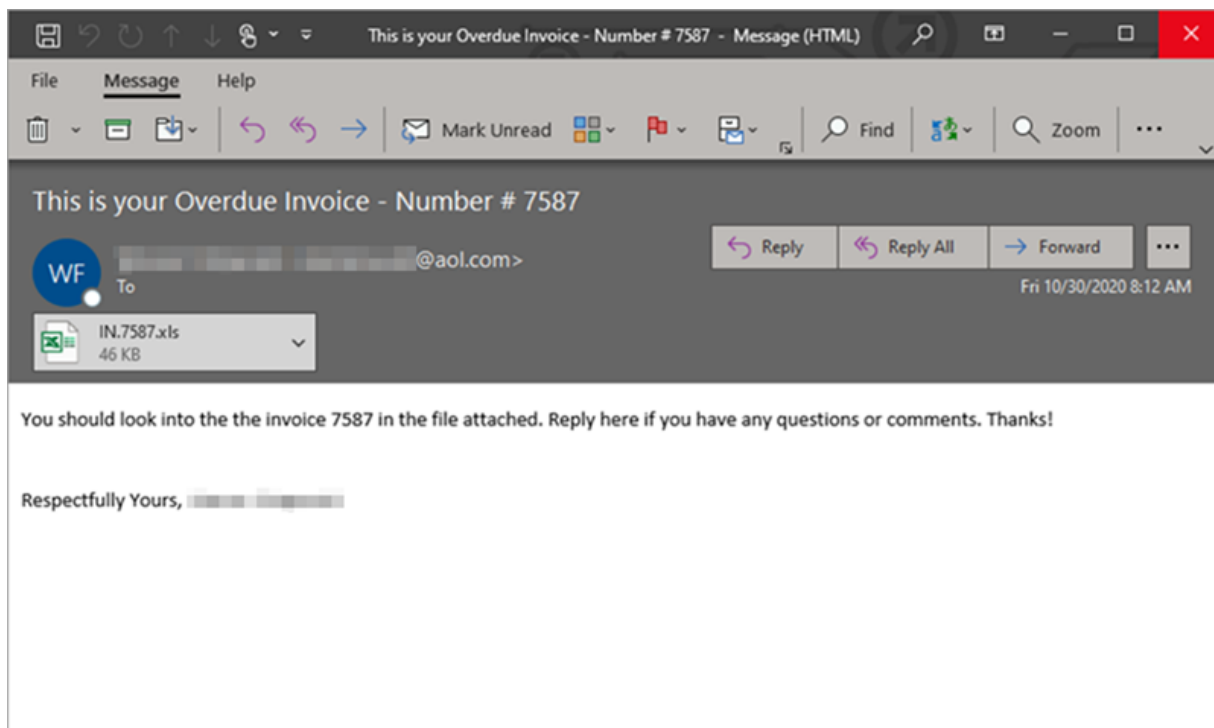 This is your Overdue Invoice - Number # 7587 - Message (HTML)
File Message Help
Mark Unread Find Zoom
This is your Overdue Invoice - Number # 7587
WF @aol.com> Reply Reply All Forward
To Fri 10/30/2020 8:12 AM
IN.7587.xls
46 KB
You should look into the the invoice 7587 in the file attached. Reply here if you have any questions or comments. Thanks!
Respectfully Yours,